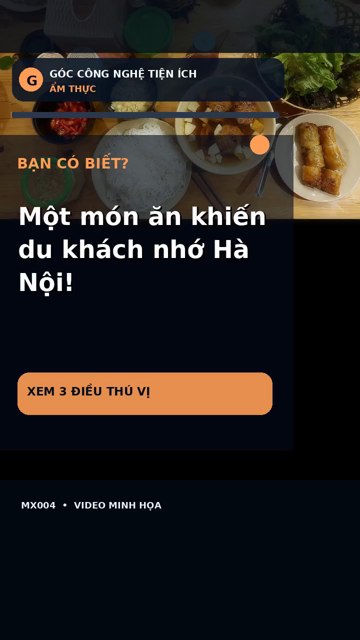 G
GÓC CÔNG NGHỆ TIỆN ÍCH
ẨM THỰC
BẠN CÓ BIẾT?
Một món ăn khiến
du khách nhớ Hà
Nội!
XEM 3 ĐIỀU THÚ VỊ
MX004 • VIDEO MINH HỌA